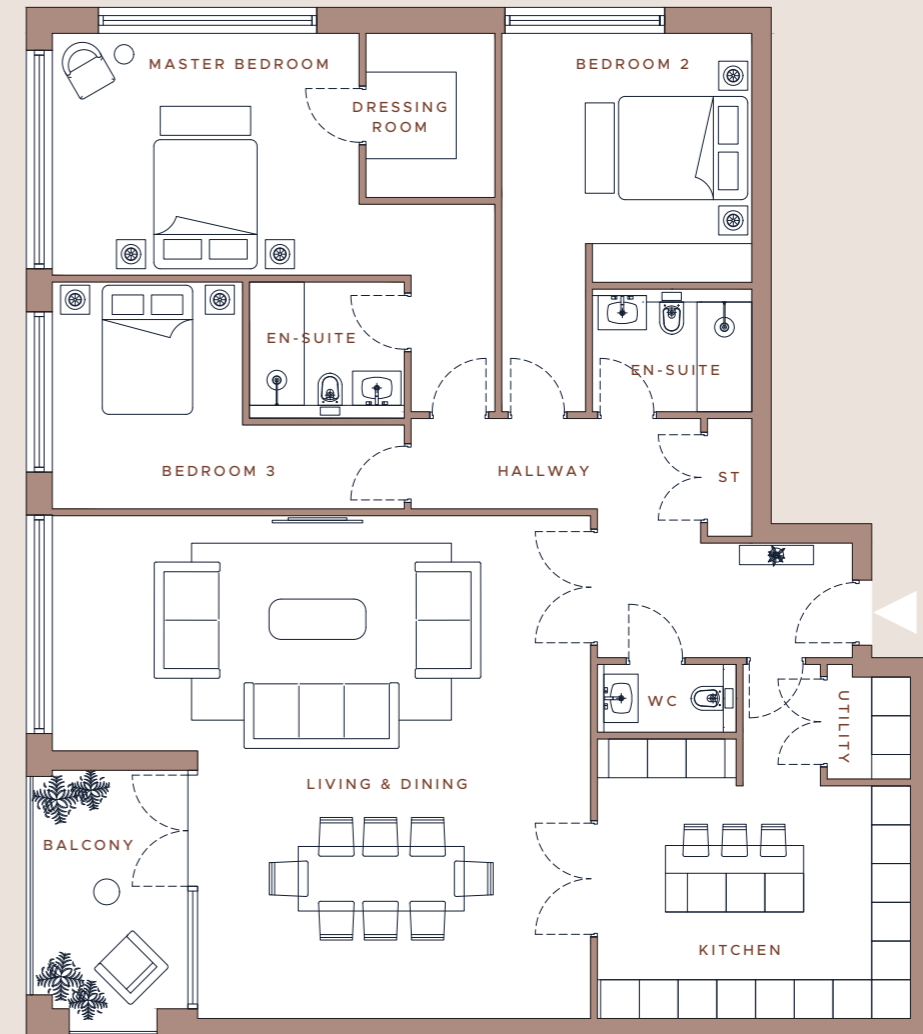 MASTER BEDROOM
BEDROOM 2
DRESSING
ROOM
EN-SUITE
EN-SUITE
BEDROOM 3
HALLWAY
ST
WC
UTILITY
LIVING & DINING
BALCONY
KITCHEN